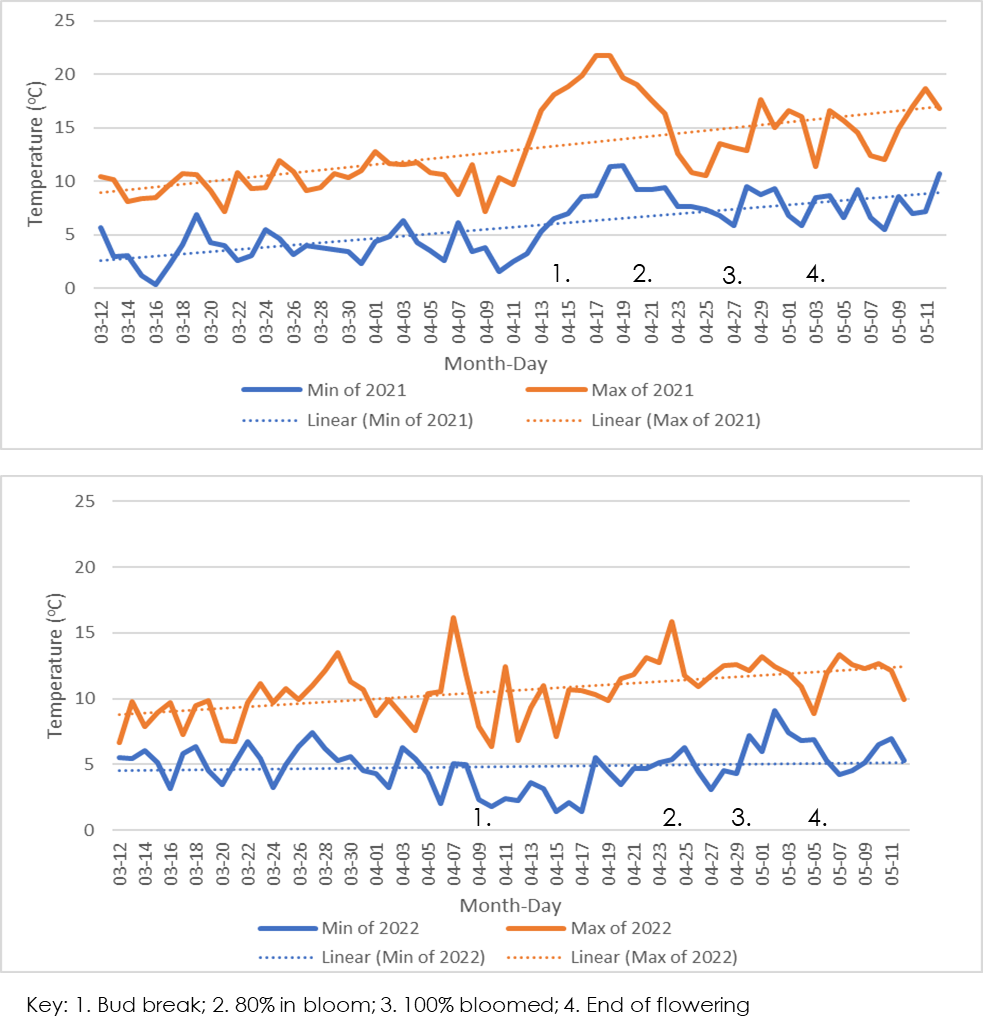 25
20
15
10
5
0
Temperature (ºC)
1. 2. 3. 4.
03-12 03-14 03-16 03-18 03-20 03-22 03-24 03-26 03-28 03-30 04-01 04-03 04-05 04-07 04-09 04-11 04-13 04-15 04-17 04-19 04-21 04-23 04-25 04-27 04-29 05-01 05-03 05-05 05-07 05-09 05-11
Month-Day
Min of 2021 Max of 2021
Linear (Min of 2021) Linear (Max of 2021)
25
20
15
10
5
0
Temperature (ºC)
1. 2. 3. 4.
03-12 03-14 03-16 03-18 03-20 03-22 03-24 03-26 03-28 03-30 04-01 04-03 04-05 04-07 04-09 04-11 04-13 04-15 04-17 04-19 04-21 04-23 04-25 04-27 04-29 05-01 05-03 05-05 05-07 05-09 05-11
Month-Day
Min of 2022 Max of 2022
Linear (Min of 2022) Linear (Max of 2022)
Key: 1. Bud break; 2. 80% in bloom; 3. 100% bloomed; 4. End of flowering